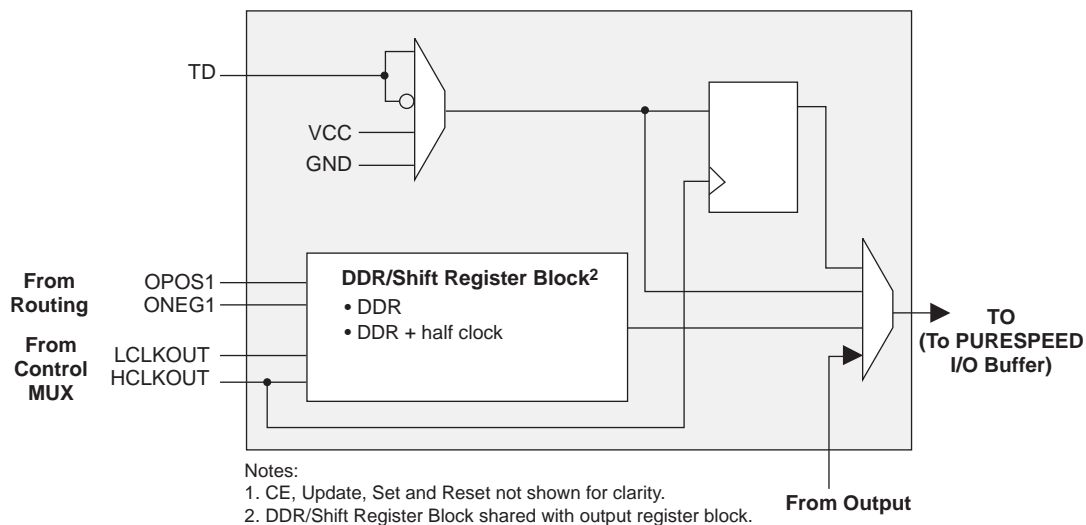 TD
VCC
GND
From
Routing
OPOS1
ONEG1
DDR/Shift Register Block2
• DDR
• DDR + half clock
From
Control
MUX
LCLKOUT
HCLKOUT
TO
(To PURESPEED
I/O Buffer)
From Output
Notes:
1. CE, Update, Set and Reset not shown for clarity.
2. DDR/Shift Register Block shared with output register block.